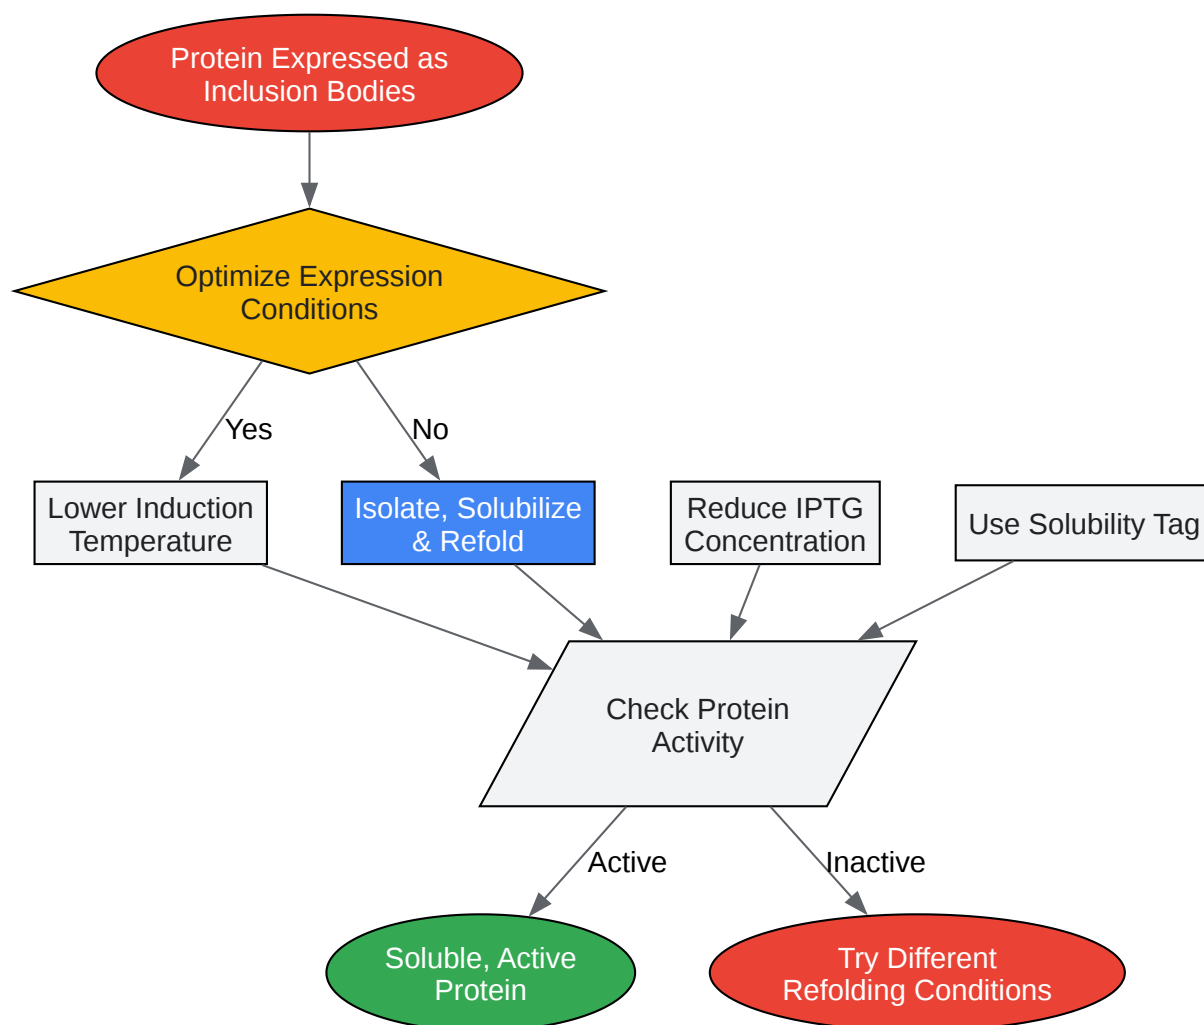 Protein Expressed as
Inclusion Bodies
Optimize Expression
Conditions
Yes
No
Lower Induction
Temperature
Isolate, Solubilize
& Refold
Reduce IPTG
Concentration
Use Solubility Tag
Check Protein
Activity
Active
Inactive
Soluble, Active
Protein
Try Different
Refolding Conditions